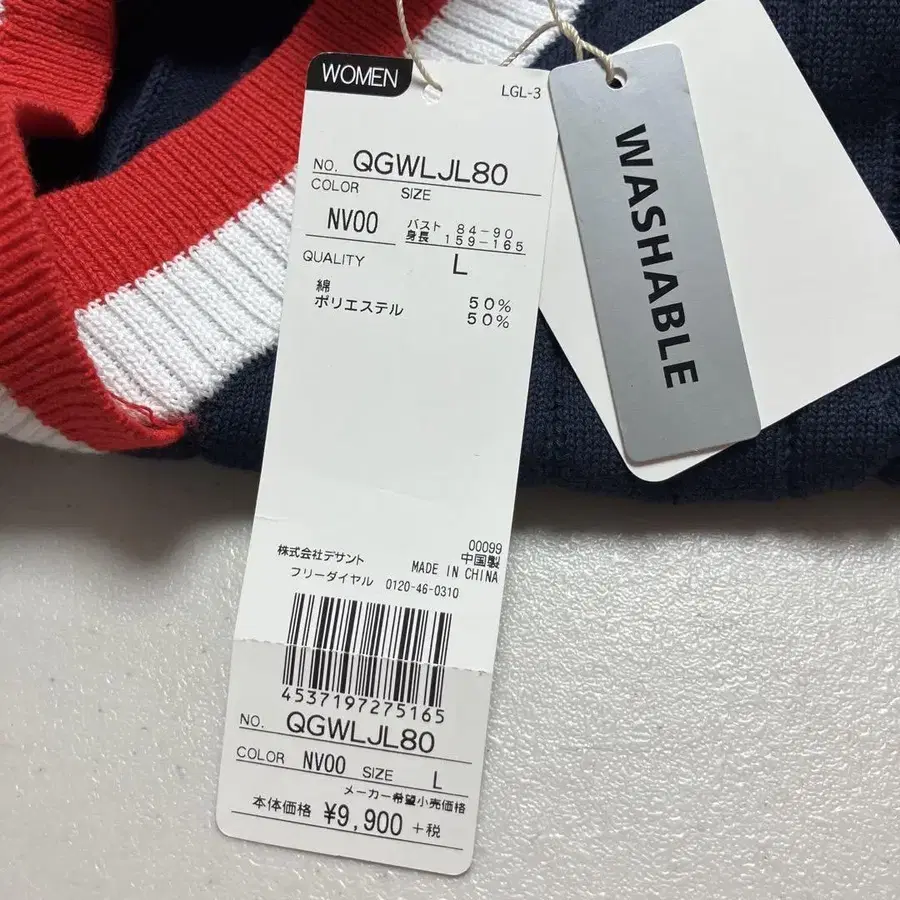 WOMEN
LGL-3
NO. QGWLJL80
COLOR SIZE
NV00 バスト 84-90
身長 159-165
QUALITY L
綿 50%
ポリエステル 50%
00099
株式会社デサント 中国製
MADE IN CHINA
フリーダイヤル 0120-46-0310
4537197275165
NO. QGWLJL80
COLOR NV00 SIZE L
メーカー希望小売価格
本体価格 ¥9,900 +税
WASHABLE